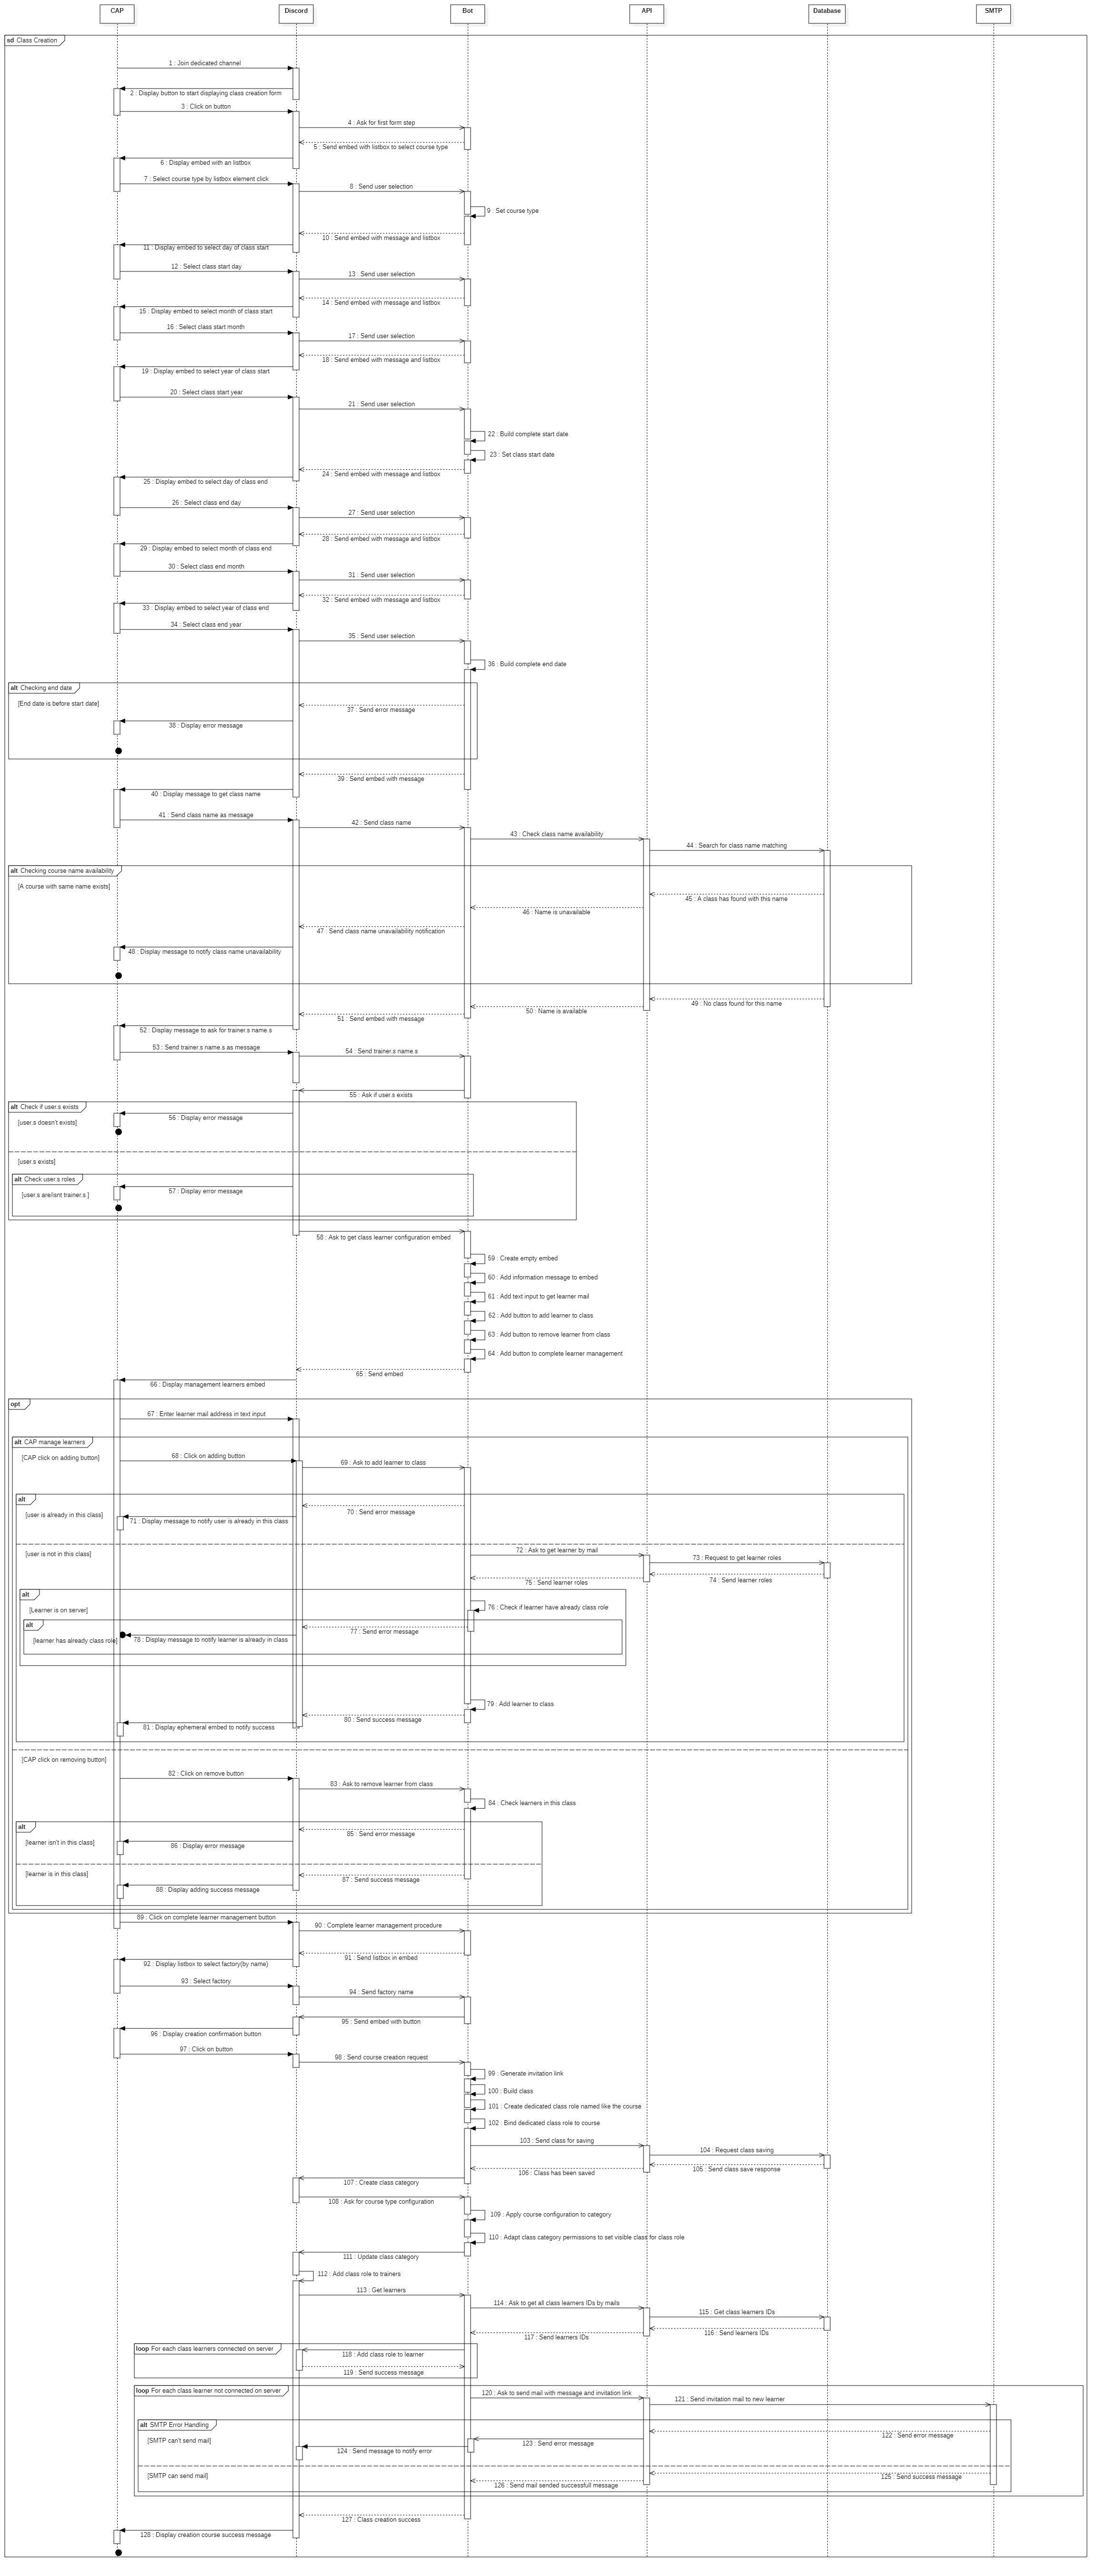 CAP
Discord
Bot
API
Database
SMTP
sd Class Creation
1 : Join dedicated channel
2 : Display button to start displaying class creation form
3 : Click on button
4 : Ask for first form step
5 : Send embed with listbox to select course type
6 : Display embed with an listbox
7 : Select course type by listbox element click
8 : Send user selection
9 : Set course type
10 : Send embed with message and listbox
11 : Display embed to select day of class start
12 : Select class start day
13 : Send user selection
14 : Send embed with message and listbox
15 : Display embed to select month of class start
16 : Select class start month
17 : Send user selection
18 : Send embed with message and listbox
19 : Display embed to select year of class start
20 : Select class start year
21 : Send user selection
22 : Build complete start date
23 : Set class start date
24 : Send embed with message and listbox
25 : Display embed to select day of class end
26 : Select class end day
27 : Send user selection
28 : Send embed with message and listbox
29 : Display embed to select month of class end
30 : Select class end month
31 : Send user selection
32 : Send embed with message and listbox
33 : Display embed to select year of class end
34 : Select class end year
35 : Send user selection
36 : Build complete end date
alt Checking end date
[End date is before start date]
37 : Send error message
38 : Display error message
39 : Send embed with message
40 : Display message to get class name
41 : Send class name as message
42 : Send class name
43 : Check class name availability
44 : Search for class name matching
alt Checking course name availability
[A course with same name exists]
45 : A class has found with this name
46 : Name is unavailable
47 : Send class name unavailability notification
48 : Display message to notify class name unavailability
49 : No class found for this name
50 : Name is available
51 : Send embed with message
52 : Display message to ask for trainer.s name.s
53 : Send trainer.s name.s as message
54 : Send trainer.s name.s
55 : Ask if user.s exists
alt Check if user.s exists
56 : Display error message
[user.s doesn't exists]
[user.s exists]
alt Check user.s roles
57 : Display error message
[user.s are/isnt trainer.s ]
58 : Ask to get class learner configuration embed
59 : Create empty embed
60 : Add information message to embed
61 : Add text input to get learner mail
62 : Add button to add learner to class
63 : Add button to remove learner from class
64 : Add button to complete learner management
65 : Send embed
66 : Display management learners embed
opt
67 : Enter learner mail address in text input
alt CAP manage learners
[CAP click on adding button]
68 : Click on adding button
69 : Ask to add learner to class
alt
70 : Send error message
[user is already in this class]
71 : Display message to notify user is already in this class
[user is not in this class]
72 : Ask to get learner by mail
73 : Request to get learner roles
74 : Send learner roles
75 : Send learner roles
alt
76 : Check if learner have already class role
[Learner is on server]
alt
77 : Send error message
[learner has already class role]
78 : Display message to notify learner is already in class
79 : Add learner to class
80 : Send success message
81 : Display ephemeral embed to notify success
[CAP click on removing button]
82 : Click on remove button
83 : Ask to remove learner from class
84 : Check learners in this class
alt
85 : Send error message
[learner isn't in this class]
86 : Display error message
[learner is in this class]
87 : Send success message
88 : Display adding success message
89 : Click on complete learner management button
90 : Complete learner management procedure
91 : Send listbox in embed
92 : Display listbox to select factory(by name)
93 : Select factory
94 : Send factory name
95 : Send embed with button
96 : Display creation confirmation button
97 : Click on button
98 : Send course creation request
99 : Generate invitation link
100 : Build class
101 : Create dedicated class role named like the course
102 : Bind dedicated class role to course
103 : Send class for saving
104 : Request class saving
105 : Send class save response
106 : Class has been saved
107 : Create class category
108 : Ask for course type configuration
109 : Apply course configuration to category
110 : Adapt class category permissions to set visible class for class role
111 : Update class category
112 : Add class role to trainers
113 : Get learners
114 : Ask to get all class learners IDs by mails
115 : Get class learners IDs
116 : Send learners IDs
117 : Send learners IDs
loop For each class learners connected on server
118 : Add class role to learner
119 : Send success message
loop For each class learner not connected on server
120 : Ask to send mail with message and invitation link
121 : Send invitation mail to new learner
alt SMTP Error Handling
122 : Send error message
[SMTP can't send mail]
123 : Send error message
124 : Send message to notify error
[SMTP can send mail]
125 : Send success message
126 : Send mail sended successfull message
127 : Class creation success
128 : Display creation course success message